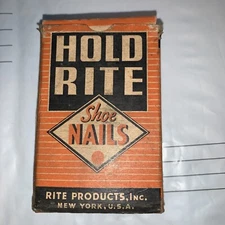 HOLD
RITE
Shoe
NAILS
RITE PRODUCTS, INC.
NEW YORK, U.S.A.